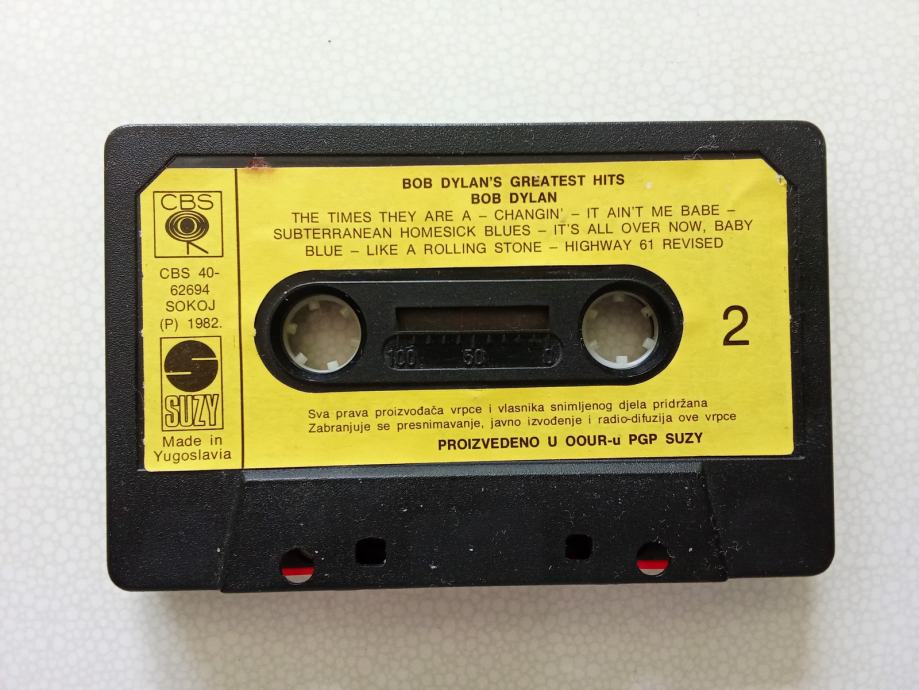 CBS
CBS 40-
62694
SOKOJ
(P) 1982.
S
SUZY
Made in
Yugoslavia
BOB DYLAN'S GREATEST HITS
BOB DYLAN
THE TIMES THEY ARE A – CHANGIN' – IT AIN'T ME BABE –
SUBTERRANEAN HOMESICK BLUES – IT'S ALL OVER NOW, BABY
BLUE – LIKE A ROLLING STONE – HIGHWAY 61 REVISED
2
100 50 0
Sva prava proizvođača vrpce i vlasnika snimljenog djela pridržana
Zabranjuje se presnimavanje, javno izvođenje i radio-difuzija ove vrpce
PROIZVEDENO U OOUR-u PGP SUZY